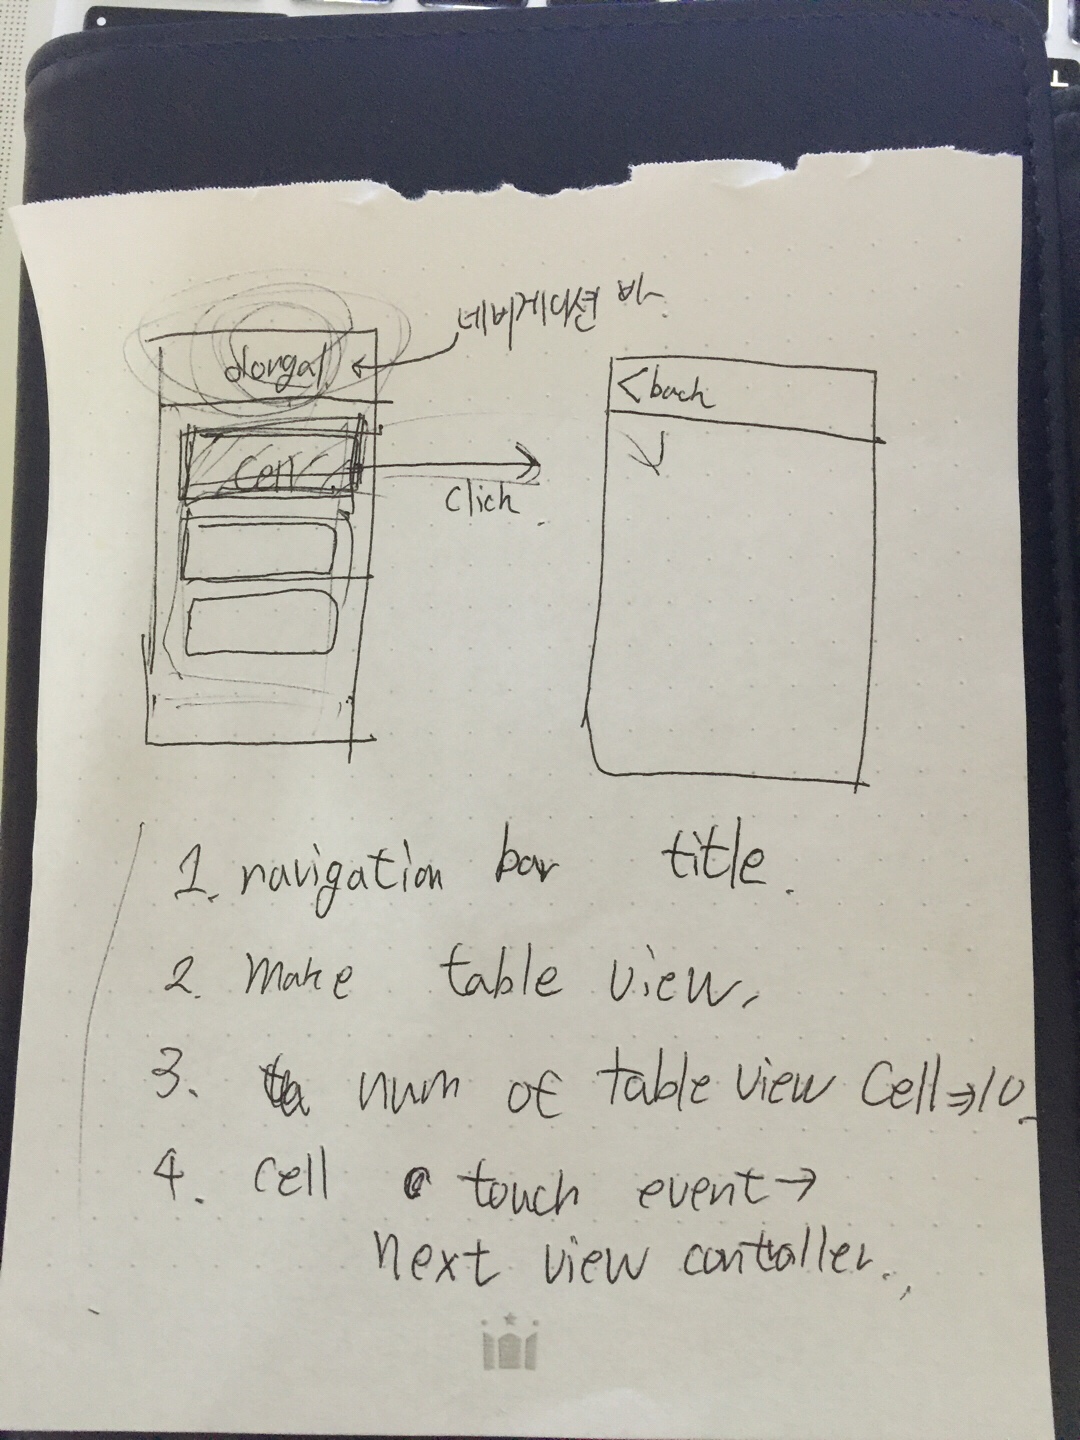 네비게이션 바
dongal
<back
Cell
Click
1. navigation bar title.
2. Make table view,
3. num of table view Cell⇒10
4. cell touch event→
next view contoller.